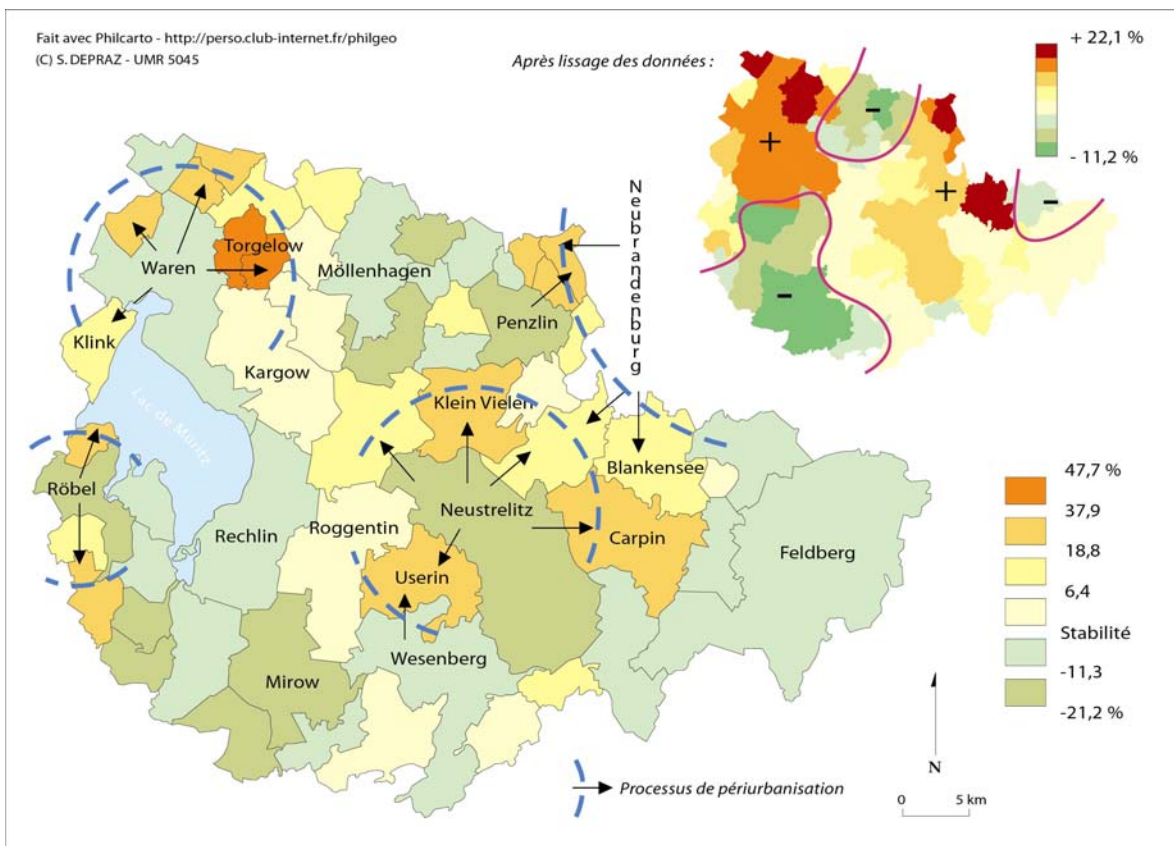 Fait avec Philcarto - http://perso.club-internet.fr/philgeo
(C) S. DEPRAZ - UMR 5045
Après lissage des données :
+ 22,1 %
- 11,2 %
+
-
+
-
-
Neubrandenburg
Torgelow
Waren
Möllenhagen
Klink
Penzlin
Kargow
Lac de Müritz
Klein Vielen
Röbel
Blankensee
Neustrelitz
Rechlin
Roggentin
Carpin
Feldberg
Userin
Wesenberg
Mirow
47,7 %
37,9
18,8
6,4
Stabilité
-11,3
-21,2 %
Processus de périurbanisation
N
0 5 km